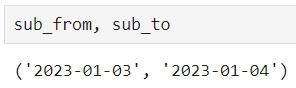 sub_from, sub_to
('2023-01-03', '2023-01-04')